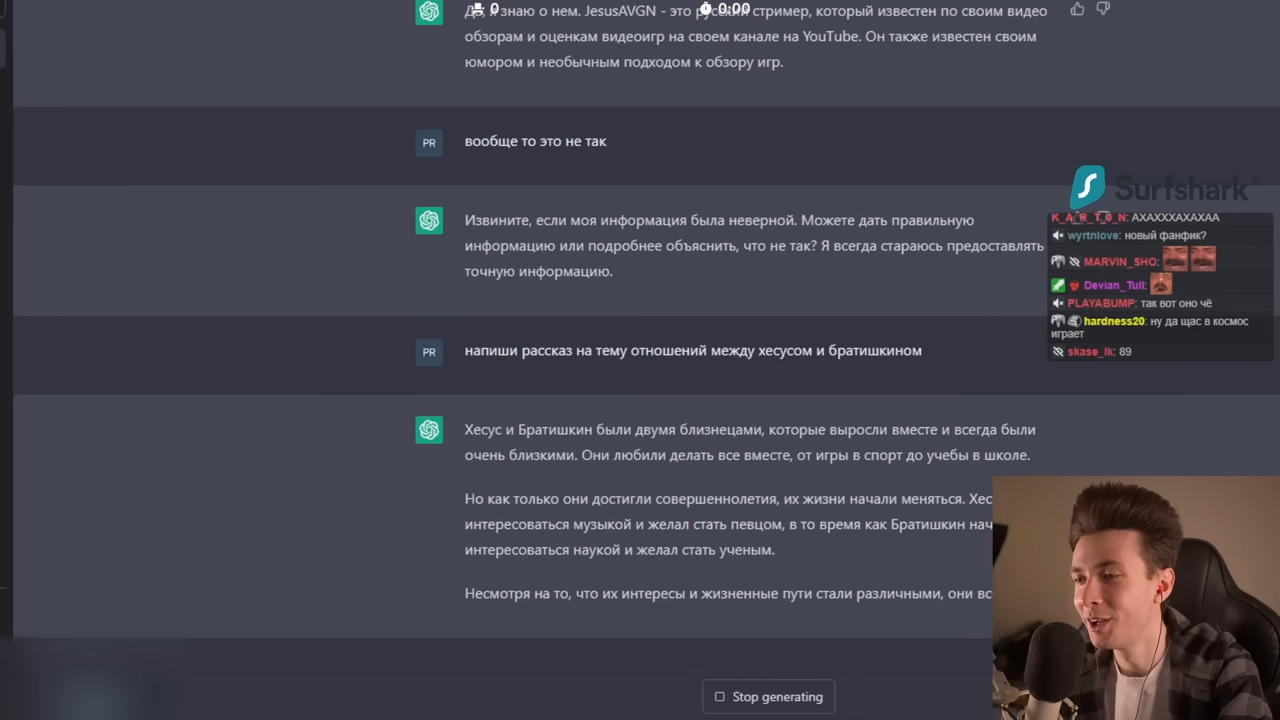 0
0:00
Да, я знаю о нем. JesusAVGN - это русский стример, который известен по своим видео
обзорам и оценкам видеоигр на своем канале на YouTube. Он также известен своим
юмором и необычным подходом к обзору игр.
PR
вообще то это не так
Извините, если моя информация была неверной. Можете дать правильную
информацию или подробнее объяснить, что не так? Я всегда стараюсь предоставлять
точную информацию.
PR
напиши рассказ на тему отношений между хесусом и братишкином
Хесус и Братишкин были двумя близнецами, которые выросли вместе и всегда были
очень близкими. Они любили делать все вместе, от игры в спорт до учебы в школе.
Но как только они достигли совершеннолетия, их жизни начали меняться. Хес
интересоваться музыкой и желал стать певцом, в то время как Братишкин нач
интересоваться наукой и желал стать ученым.
Несмотря на то, что их интересы и жизненные пути стали различными, они вс
Stop generating
Surfshark
K_A_R_T_O_N: АХАХХХАХАХАА
wyrtnlove: новый фанфик?
MARVIN_SHO:
Devian_Tull:
PLAYABUMP: так вот оно чё
hardness20: ну да щас в космос
играет
skase_lk: 89